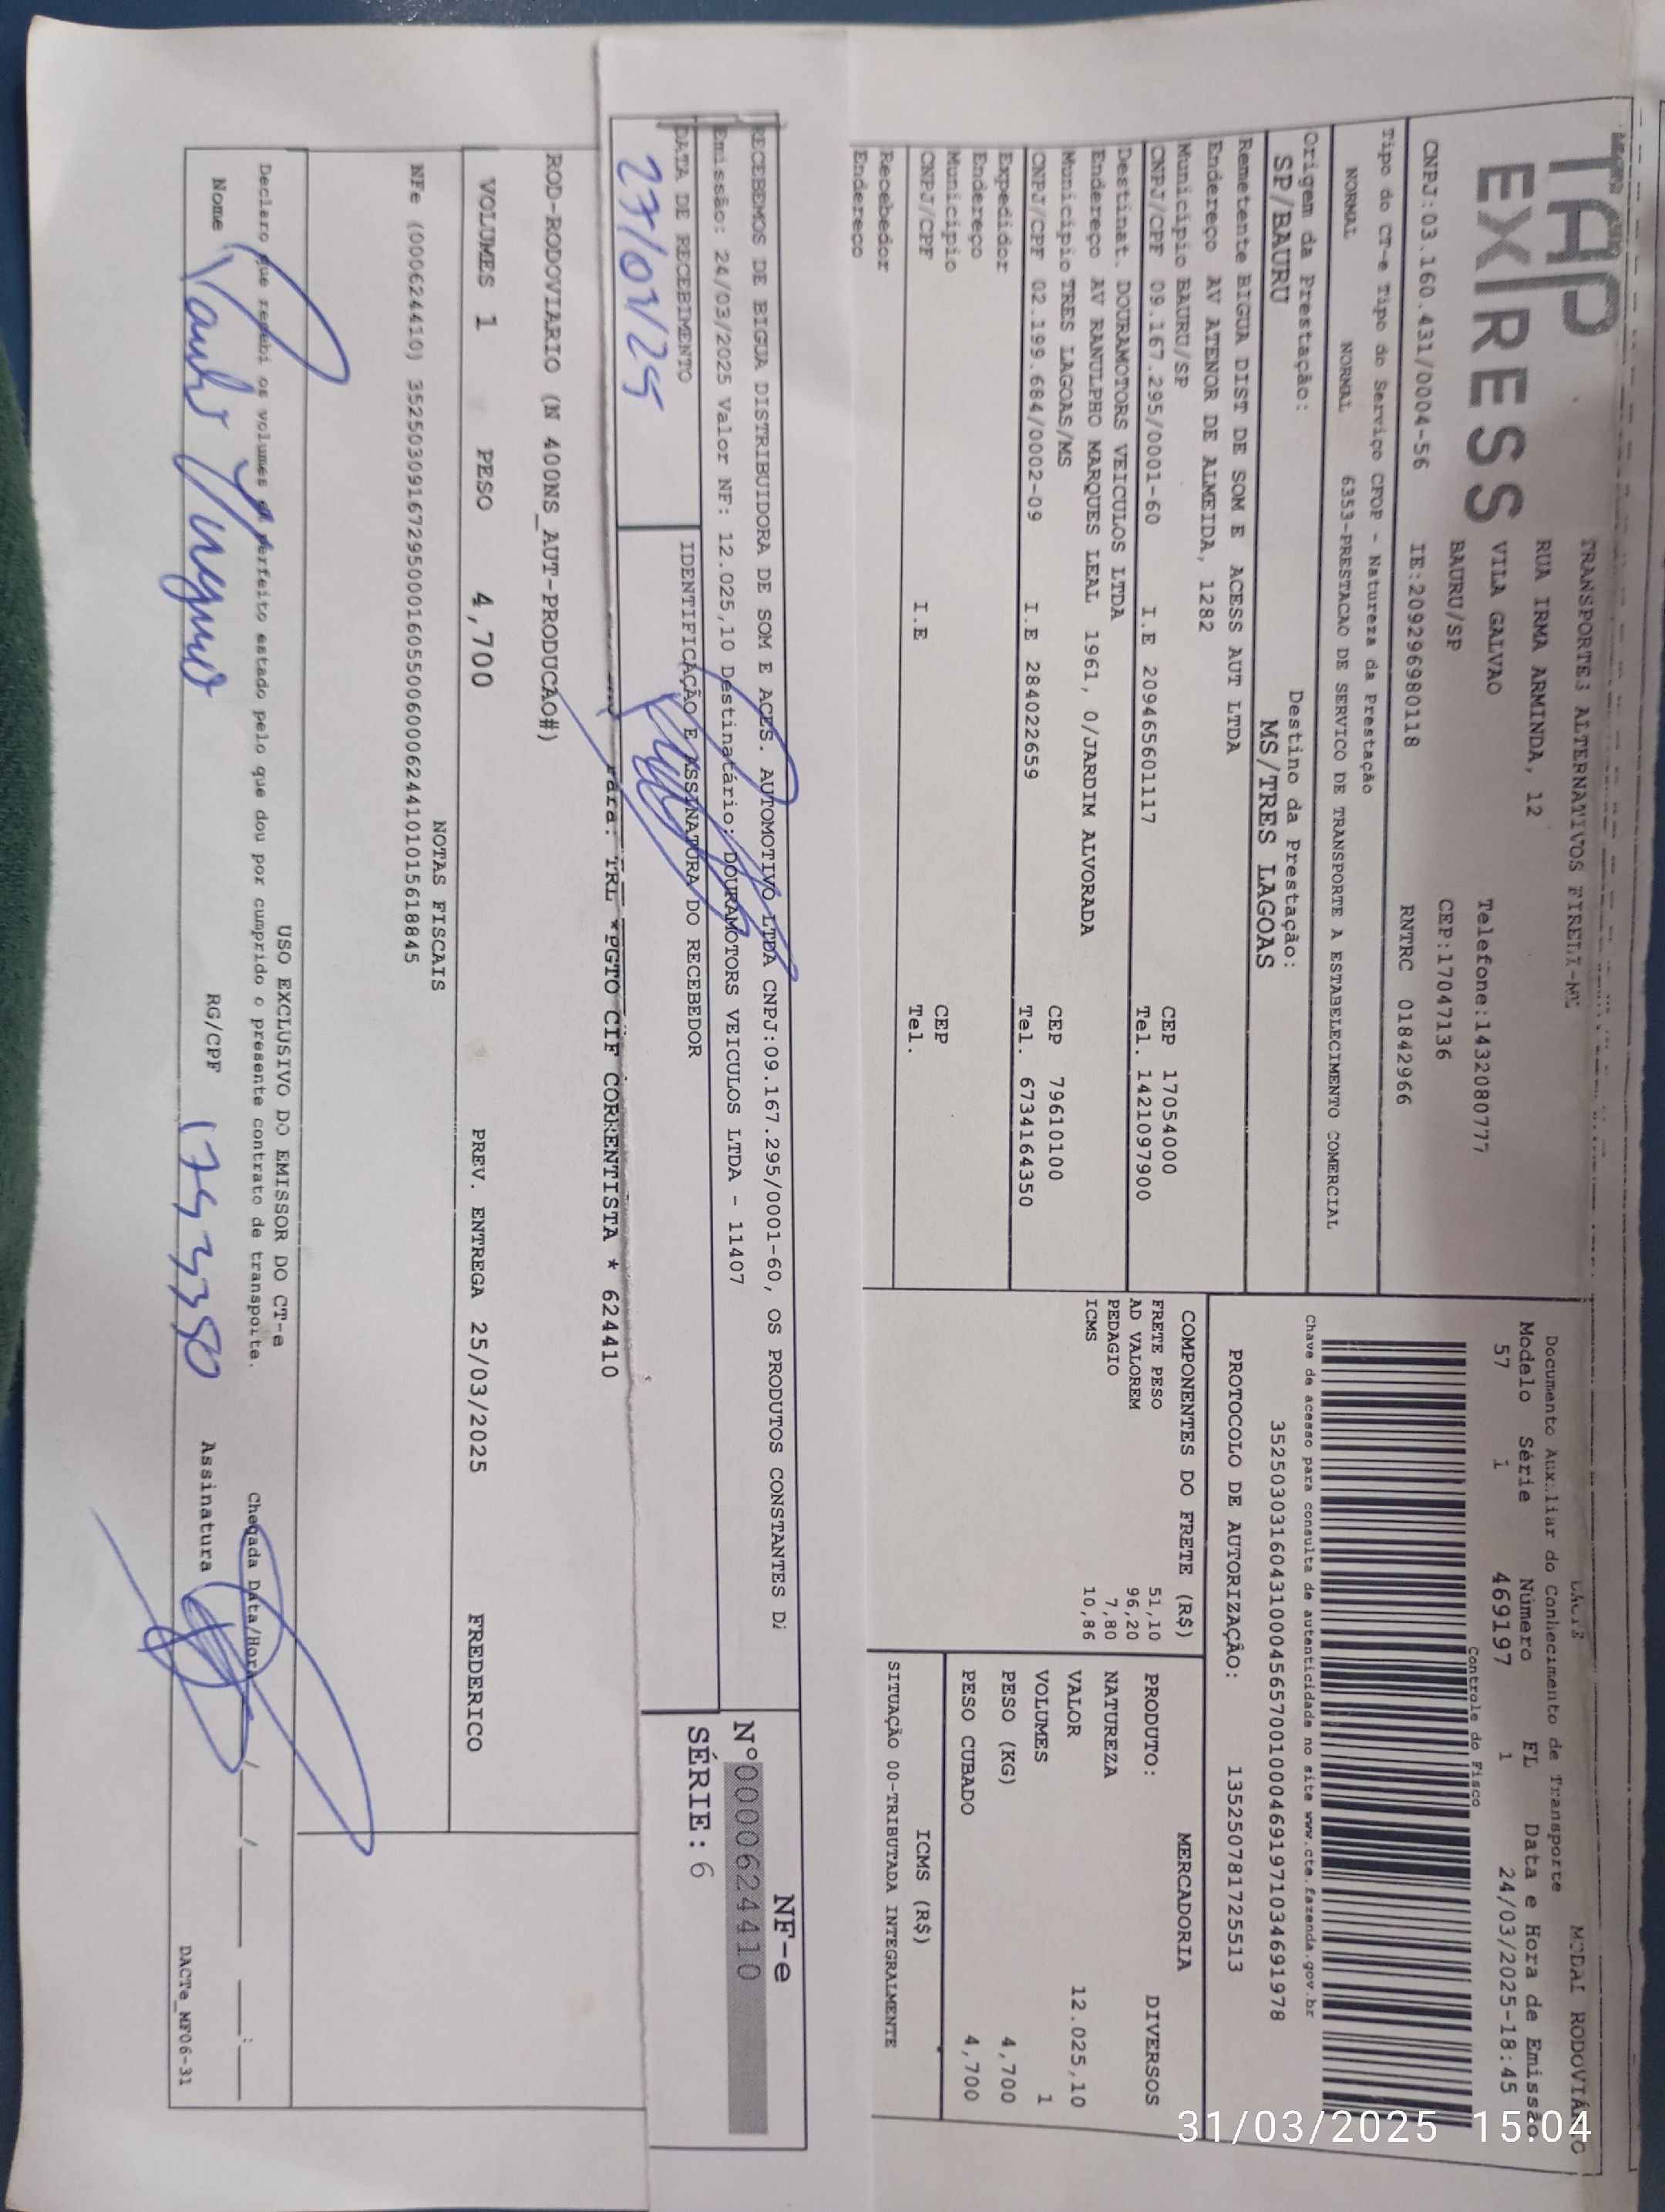 TAP
EXPRESS
TRANSPORTES ALTERNATIVOS
RUA IRMA ARMINDA, 12
VILA GALVAO Telefone:1432080777
BAURU/SP CEP:17047136
CNPJ:03.160.431/0004-56 IE:209296980118 RNTRC 01842966
Tipo do CT-e Tipo do Serviço CFOP - Natureza da Prestação
NORMAL NORMAL 6353-PRESTACAO DE SERVICO DE TRANSPORTE A ESTABELECIMENTO COMERCIAL
Origem da Prestação: Destino da Prestação:
SP/BAURU MS/TRES LAGOAS
RODOVIÁRIO
Documento Auxiliar do Conhecimento de Transporte
Modelo Série Número FL Data e Hora de Emissão
57 1 469197 1 24/03/2025-18:45
Controle do Fisco
Chave de acesso para consulta de autenticidade no site www.cte.fazenda.gov.br
35250303160431000456570010004691971034691978
PROTOCOLO DE AUTORIZAÇÃO: 135250781725513
Remetente BIGUA DIST DE SOM E ACESS AUT LTDA
Endereço AV ATENOR DE ALMEIDA, 1282
Município BAURU/SP CEP 17054000
CNPJ/CPF 09.167.295/0001-60 I.E 209465601117 Tel. 1421097900
Destinat. DOURAMOTORS VEICULOS LTDA
Endereço AV RANULPHO MARQUES LEAL 1961, 0/JARDIM ALVORADA
Município TRES LAGOAS/MS CEP 79610100
CNPJ/CPF 02.199.684/0002-09 I.E 284022659 Tel. 6734164350
Expedidor
Endereço
Município CEP
CNPJ/CPF I.E Tel.
Recebedor
Endereço
COMPONENTES DO FRETE (R$)
FRETE PESO 51,10
AD VALOREM 96,20
PEDAGIO 7,80
ICMS 10,86
MERCADORIA
PRODUTO: DIVERSOS
NATUREZA
VALOR 12.025,10
VOLUMES 1
PESO (KG) 4,700
PESO CUBADO 4,700
ICMS (R$)
SITUAÇÃO 00-TRIBUTADA INTEGRALMENTE
RECEBEMOS DE BIGUA DISTRIBUIDORA DE SOM E ACES. AUTOMOTIVO LTDA CNPJ:09.167.295/0001-60, OS PRODUTOS CONSTANTES
Emissão: 24/03/2025 Valor NF: 12.025,10 Destinatário: DOURAMOTORS VEICULOS LTDA - 11407
DATA DE RECEBIMENTO IDENTIFICAÇÃO E ASSINATURA DO RECEBEDOR
NF-e
N°0000624410
SÉRIE:6
Para: TRL *PGTO CIF CORRENTISTA * 624410
ROD-RODOVIARIO (N 400NS_AUT-PRODUCAO#)
VOLUMES 1 PESO 4,700 PREV. ENTREGA 25/03/2025 FREDERICO
NOTAS FISCAIS
NFe (000624410) 35250309167295000160550060006244101015618845
USO EXCLUSIVO DO EMISSOR DO CT-e
Declaro que recebi os volumes em perfeito estado pelo que dou por cumprido o presente contrato de transporte. Chegada Data/Hora / / :
Nome RG/CPF Assinatura
DACTe_MF06-31
31/03/2025 15:04